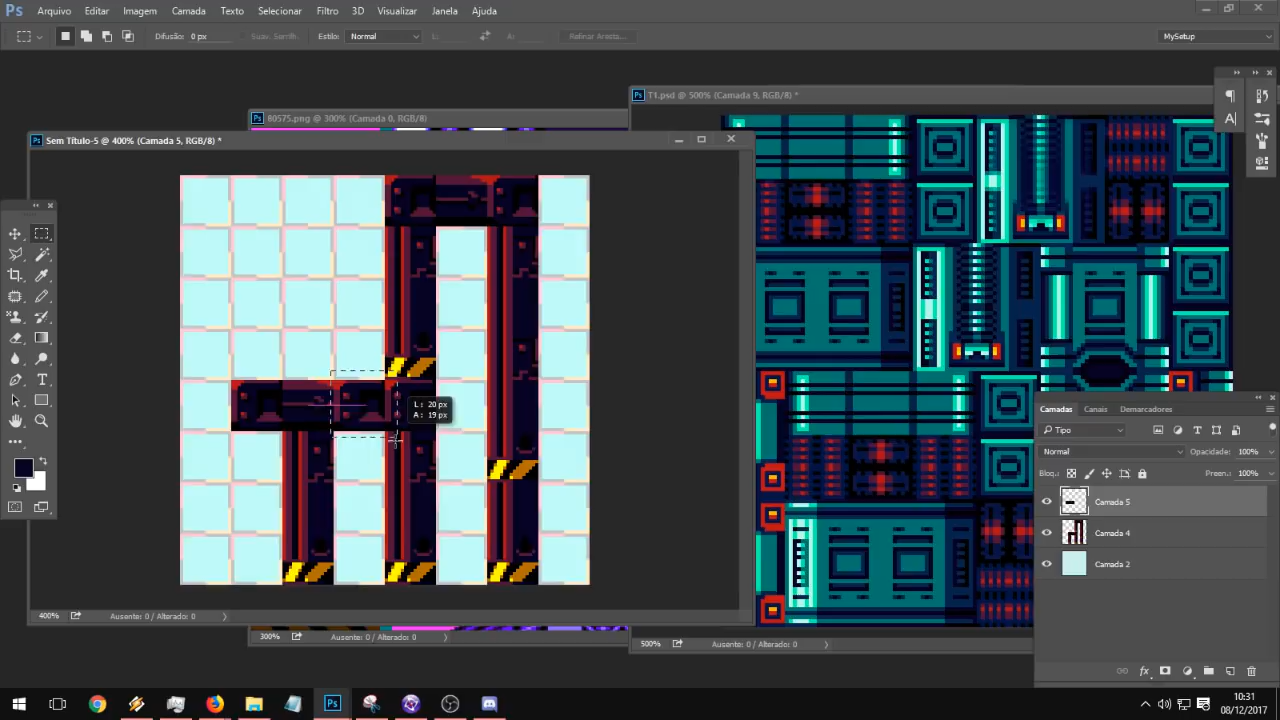 Ps Arquivo Editar Imagem Camada Texto Selecionar Filtro 3D Visualizar Janela Ajuda
Difusão: 0 px Suav. Serrilh. Estilo: Normal L: A: Refinar Aresta... MySetup
T1.psd @ 500% (Camada 9, RGB/8) *
80575.png @ 300% (Camada 0, RGB/8)
Sem Título-5 @ 400% (Camada 5, RGB/8) *
L: 20 px
A: 19 px
Camadas Canais Demarcadores
Tipo
Normal Opacidade: 100%
Bloq.: Preen.: 100%
Camada 5
Camada 4
Camada 2
400% Ausente: 0 / Alterado: 0
300% Ausente: 0 / Alterado: 0
500% Ausente: 0 / Alterado: 0
10:31
08/12/2017